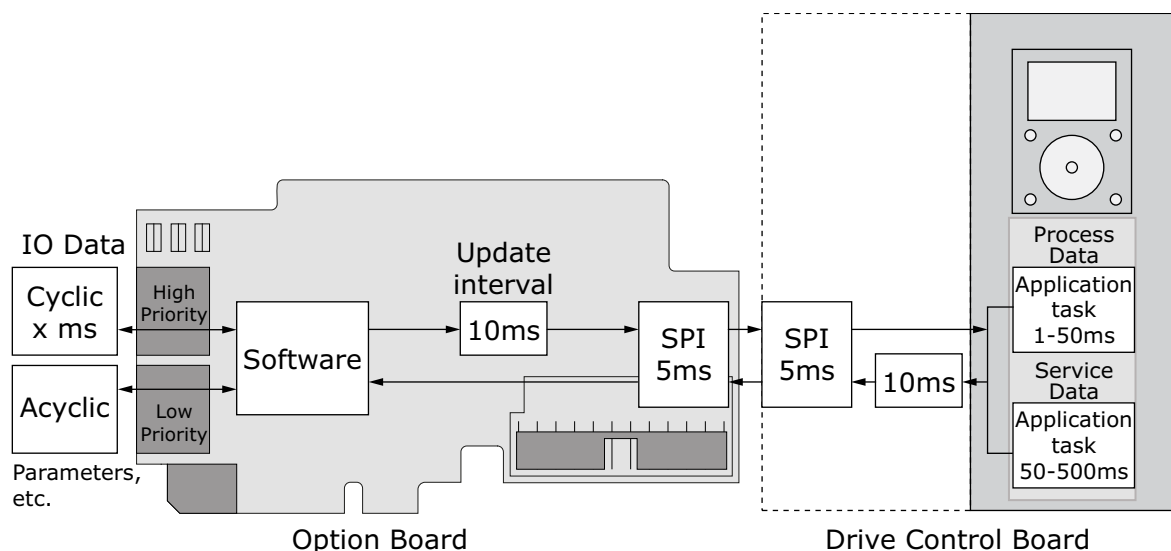 IO Data
Cyclic
x ms
High
Priority
Acyclic
Low
Priority
Parameters,
etc.
Software
Update
interval
10ms
SPI
5ms
SPI
5ms
10ms
Process
Data
Application
task
1-50ms
Service
Data
Application
task
50-500ms
Option Board
Drive Control Board